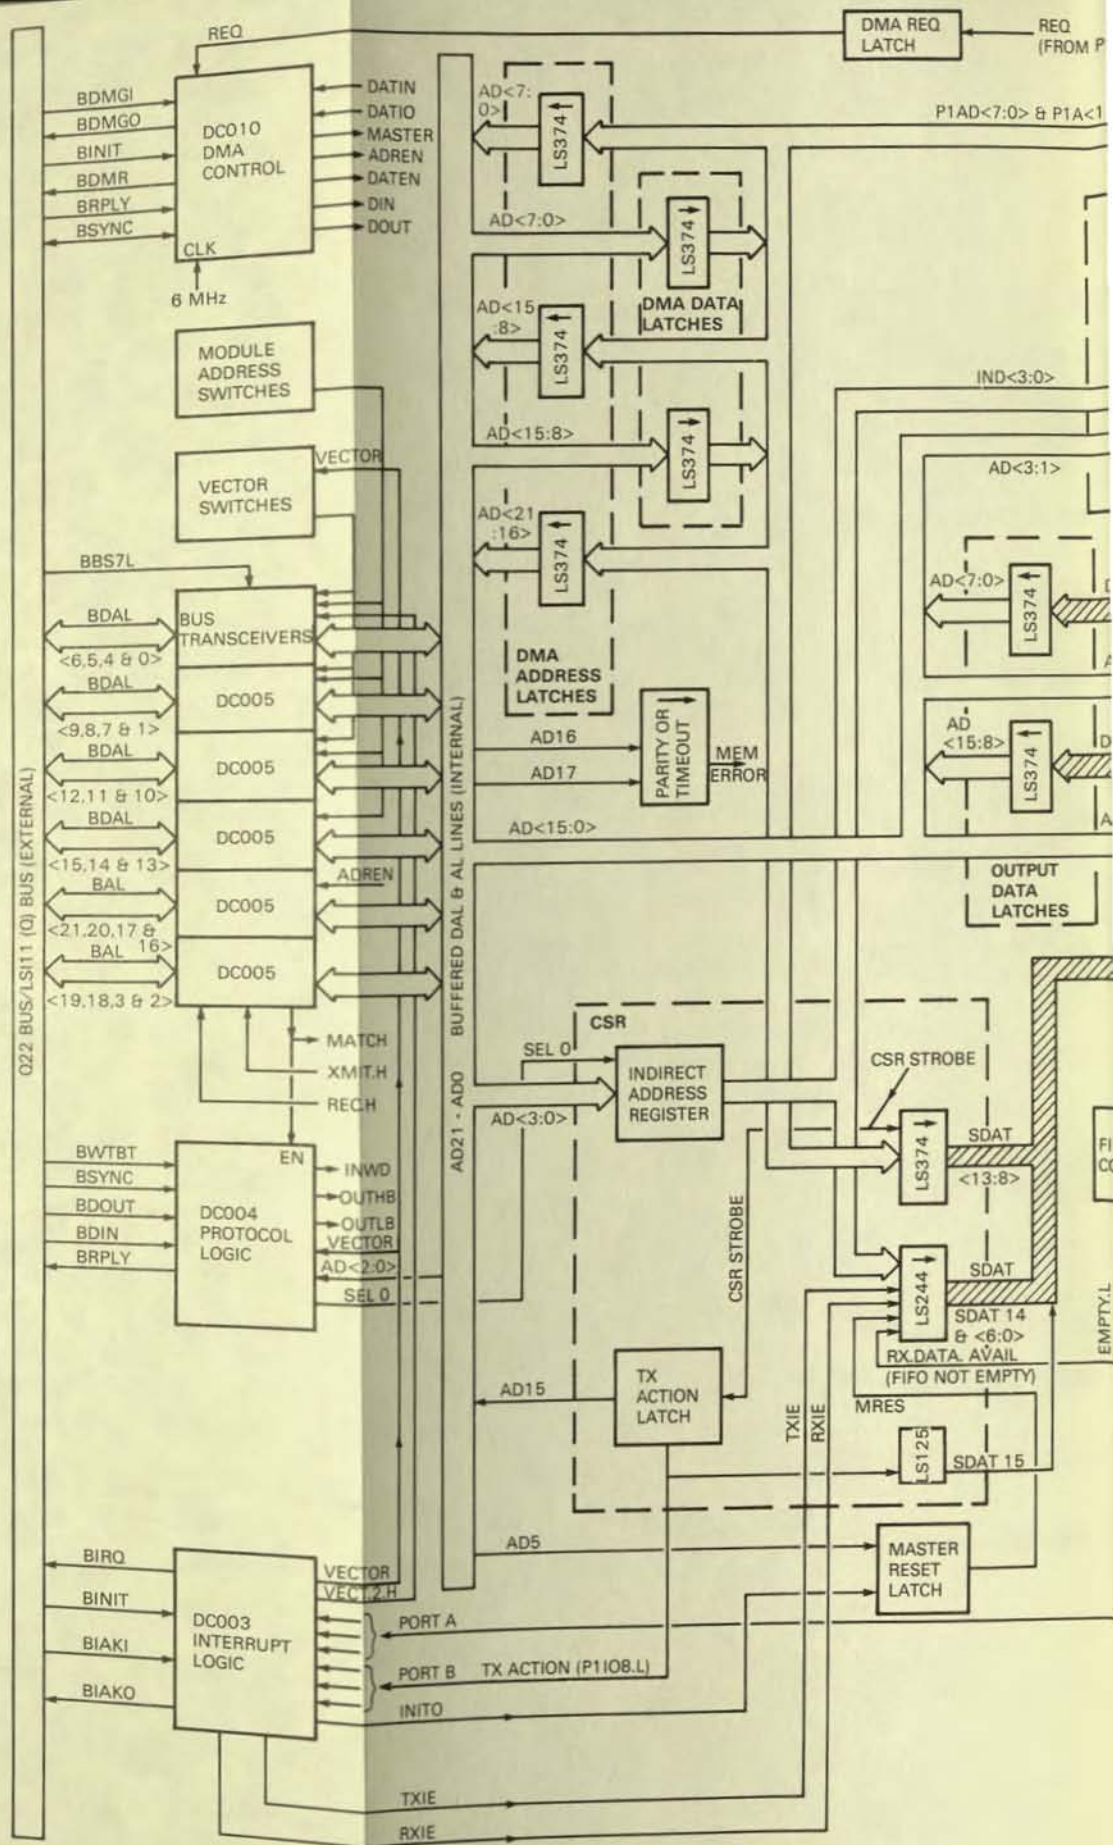 REQ
DMA REQ
LATCH
REQ
(FROM P
BDMGI
BDMGO
BINIT
BDMR
BRPLY
BSYNC
DC010
DMA
CONTROL
CLK
6 MHz
DATIN
DATIO
MASTER
ADREN
DATEN
DIN
DOUT
AD<7:
0>
LS374
P1AD<7:0> & P1A<1
AD<7:0>
LS374
DMA DATA
LATCHES
AD<15
:8>
LS374
AD<15:8>
LS374
AD<21
:16>
LS374
DMA
ADDRESS
LATCHES
MODULE
ADDRESS
SWITCHES
VECTOR
SWITCHES
VECTOR
IND<3:0>
AD<3:1>
AD<7:0>
LS374
AD
<15:8>
LS374
OUTPUT
DATA
LATCHES
BBS7L
BDAL
<6,5,4 & 0>
BDAL
<9,8,7 & 1>
BDAL
<12,11 & 10>
BDAL
<15,14 & 13>
BAL
<21,20,17 &
16>
BAL
<19,18,3 & 2>
BUS
TRANSCEIVERS
DC005
DC005
DC005
DC005
DC005
ADREN
MATCH
XMIT.H
REC.H
Q22 BUS/LSI11 (Q) BUS (EXTERNAL)
AD21 - AD0 BUFFERED DAL & AL LINES (INTERNAL)
AD16
AD17
PARITY OR
TIMEOUT
MEM
ERROR
AD<15:0>
CSR
SEL 0
AD<3:0>
INDIRECT
ADDRESS
REGISTER
CSR STROBE
LS374
SDAT
<13:8>
CSR STROBE
LS244
SDAT
SDAT 14
& <6:0>
RX.DATA. AVAIL
(FIFO NOT EMPTY)
MRES
EMPTY.L
FI
CO
BWTBT
BSYNC
BDOUT
BDIN
BRPLY
EN
DC004
PROTOCOL
LOGIC
INWD
OUTHB
OUTLB
VECTOR
AD<2:0>
SEL 0
AD15
TX
ACTION
LATCH
TXIE
RXIE
LS125
SDAT 15
AD5
MASTER
RESET
LATCH
BIRQ
BINIT
BIAKI
BIAKO
DC003
INTERRUPT
LOGIC
VECTOR
VECT.2.H
PORT A
PORT B
TX ACTION (P1IO8.L)
INITO
TXIE
RXIE